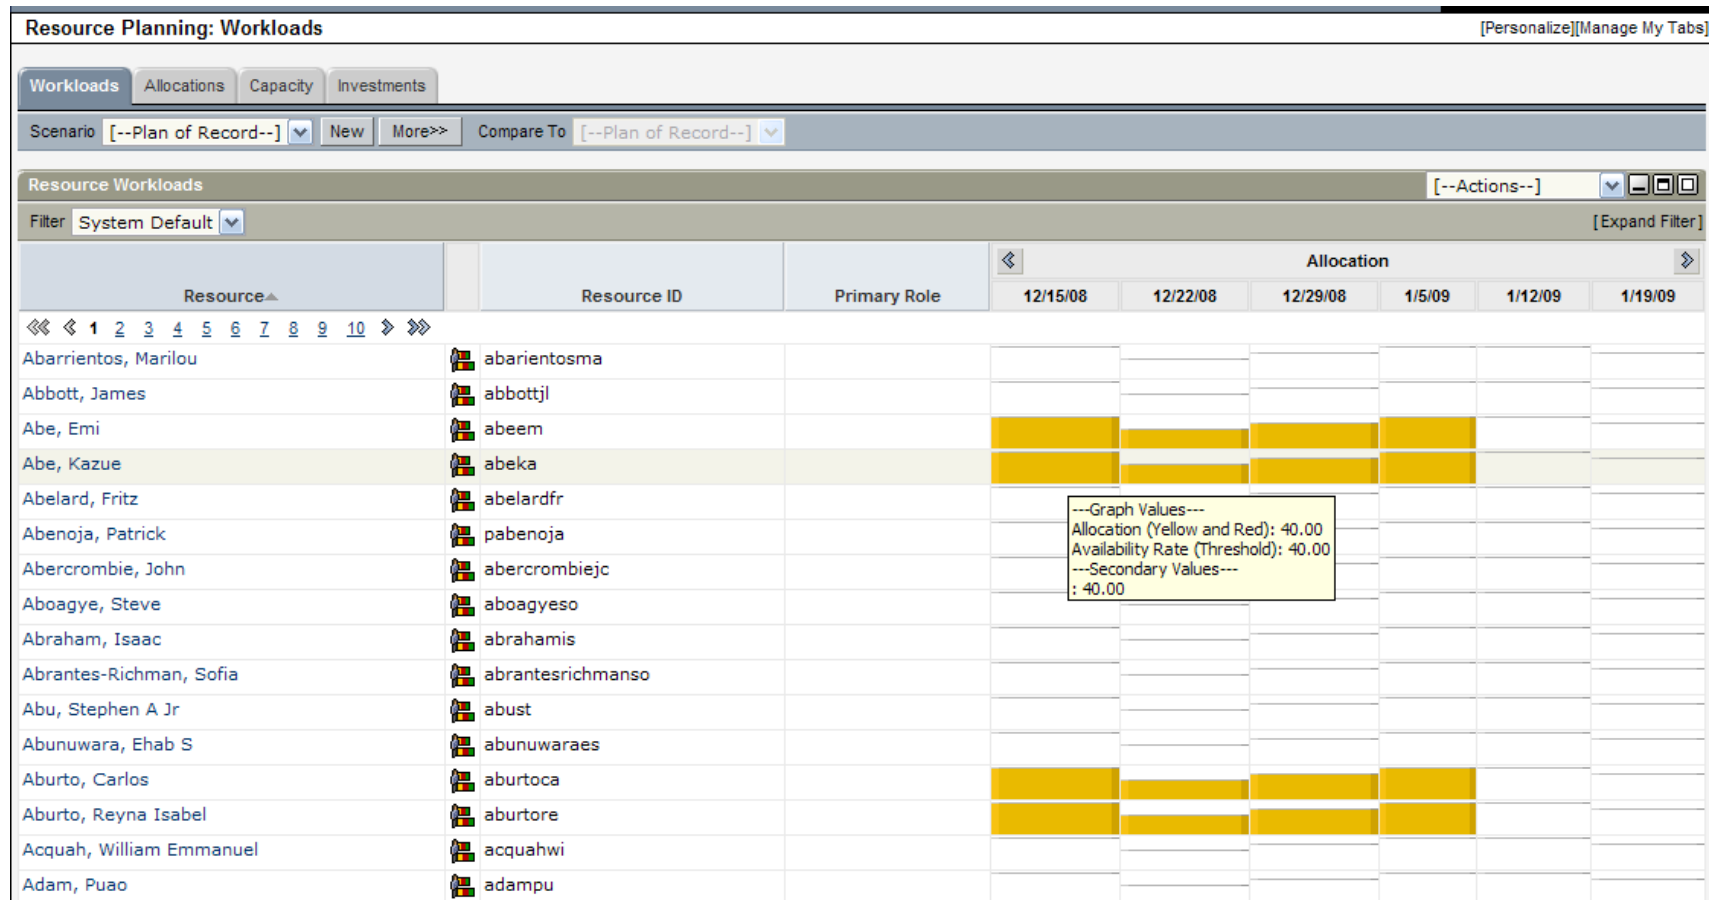 Resource Planning: Workloads [Personalize][Manage My Tabs]
Workloads Allocations Capacity Investments
Scenario [--Plan of Record--] New More>> Compare To [--Plan of Record--]
Resource Workloads [--Actions--]
Filter System Default [Expand Filter]
Allocation
Resource Resource ID Primary Role 12/15/08 12/22/08 12/29/08 1/5/09 1/12/09 1/19/09
1 2 3 4 5 6 7 8 9 10
Abarrientos, Marilou abarientosma
Abbott, James abbottjl
Abe, Emi abeem
Abe, Kazue abeka
Abelard, Fritz abelardfr
---Graph Values---
Allocation (Yellow and Red): 40.00
Availability Rate (Threshold): 40.00
---Secondary Values---
: 40.00
Abenoja, Patrick pabenoja
Abercrombie, John abercrombiejc
Aboagye, Steve aboagyeso
Abraham, Isaac abrahamis
Abrantes-Richman, Sofia abrantesrichmanso
Abu, Stephen A Jr abust
Abunuwara, Ehab S abunuwaraes
Aburto, Carlos aburtoca
Aburto, Reyna Isabel aburtore
Acquah, William Emmanuel acquahwi
Adam, Puao adampu